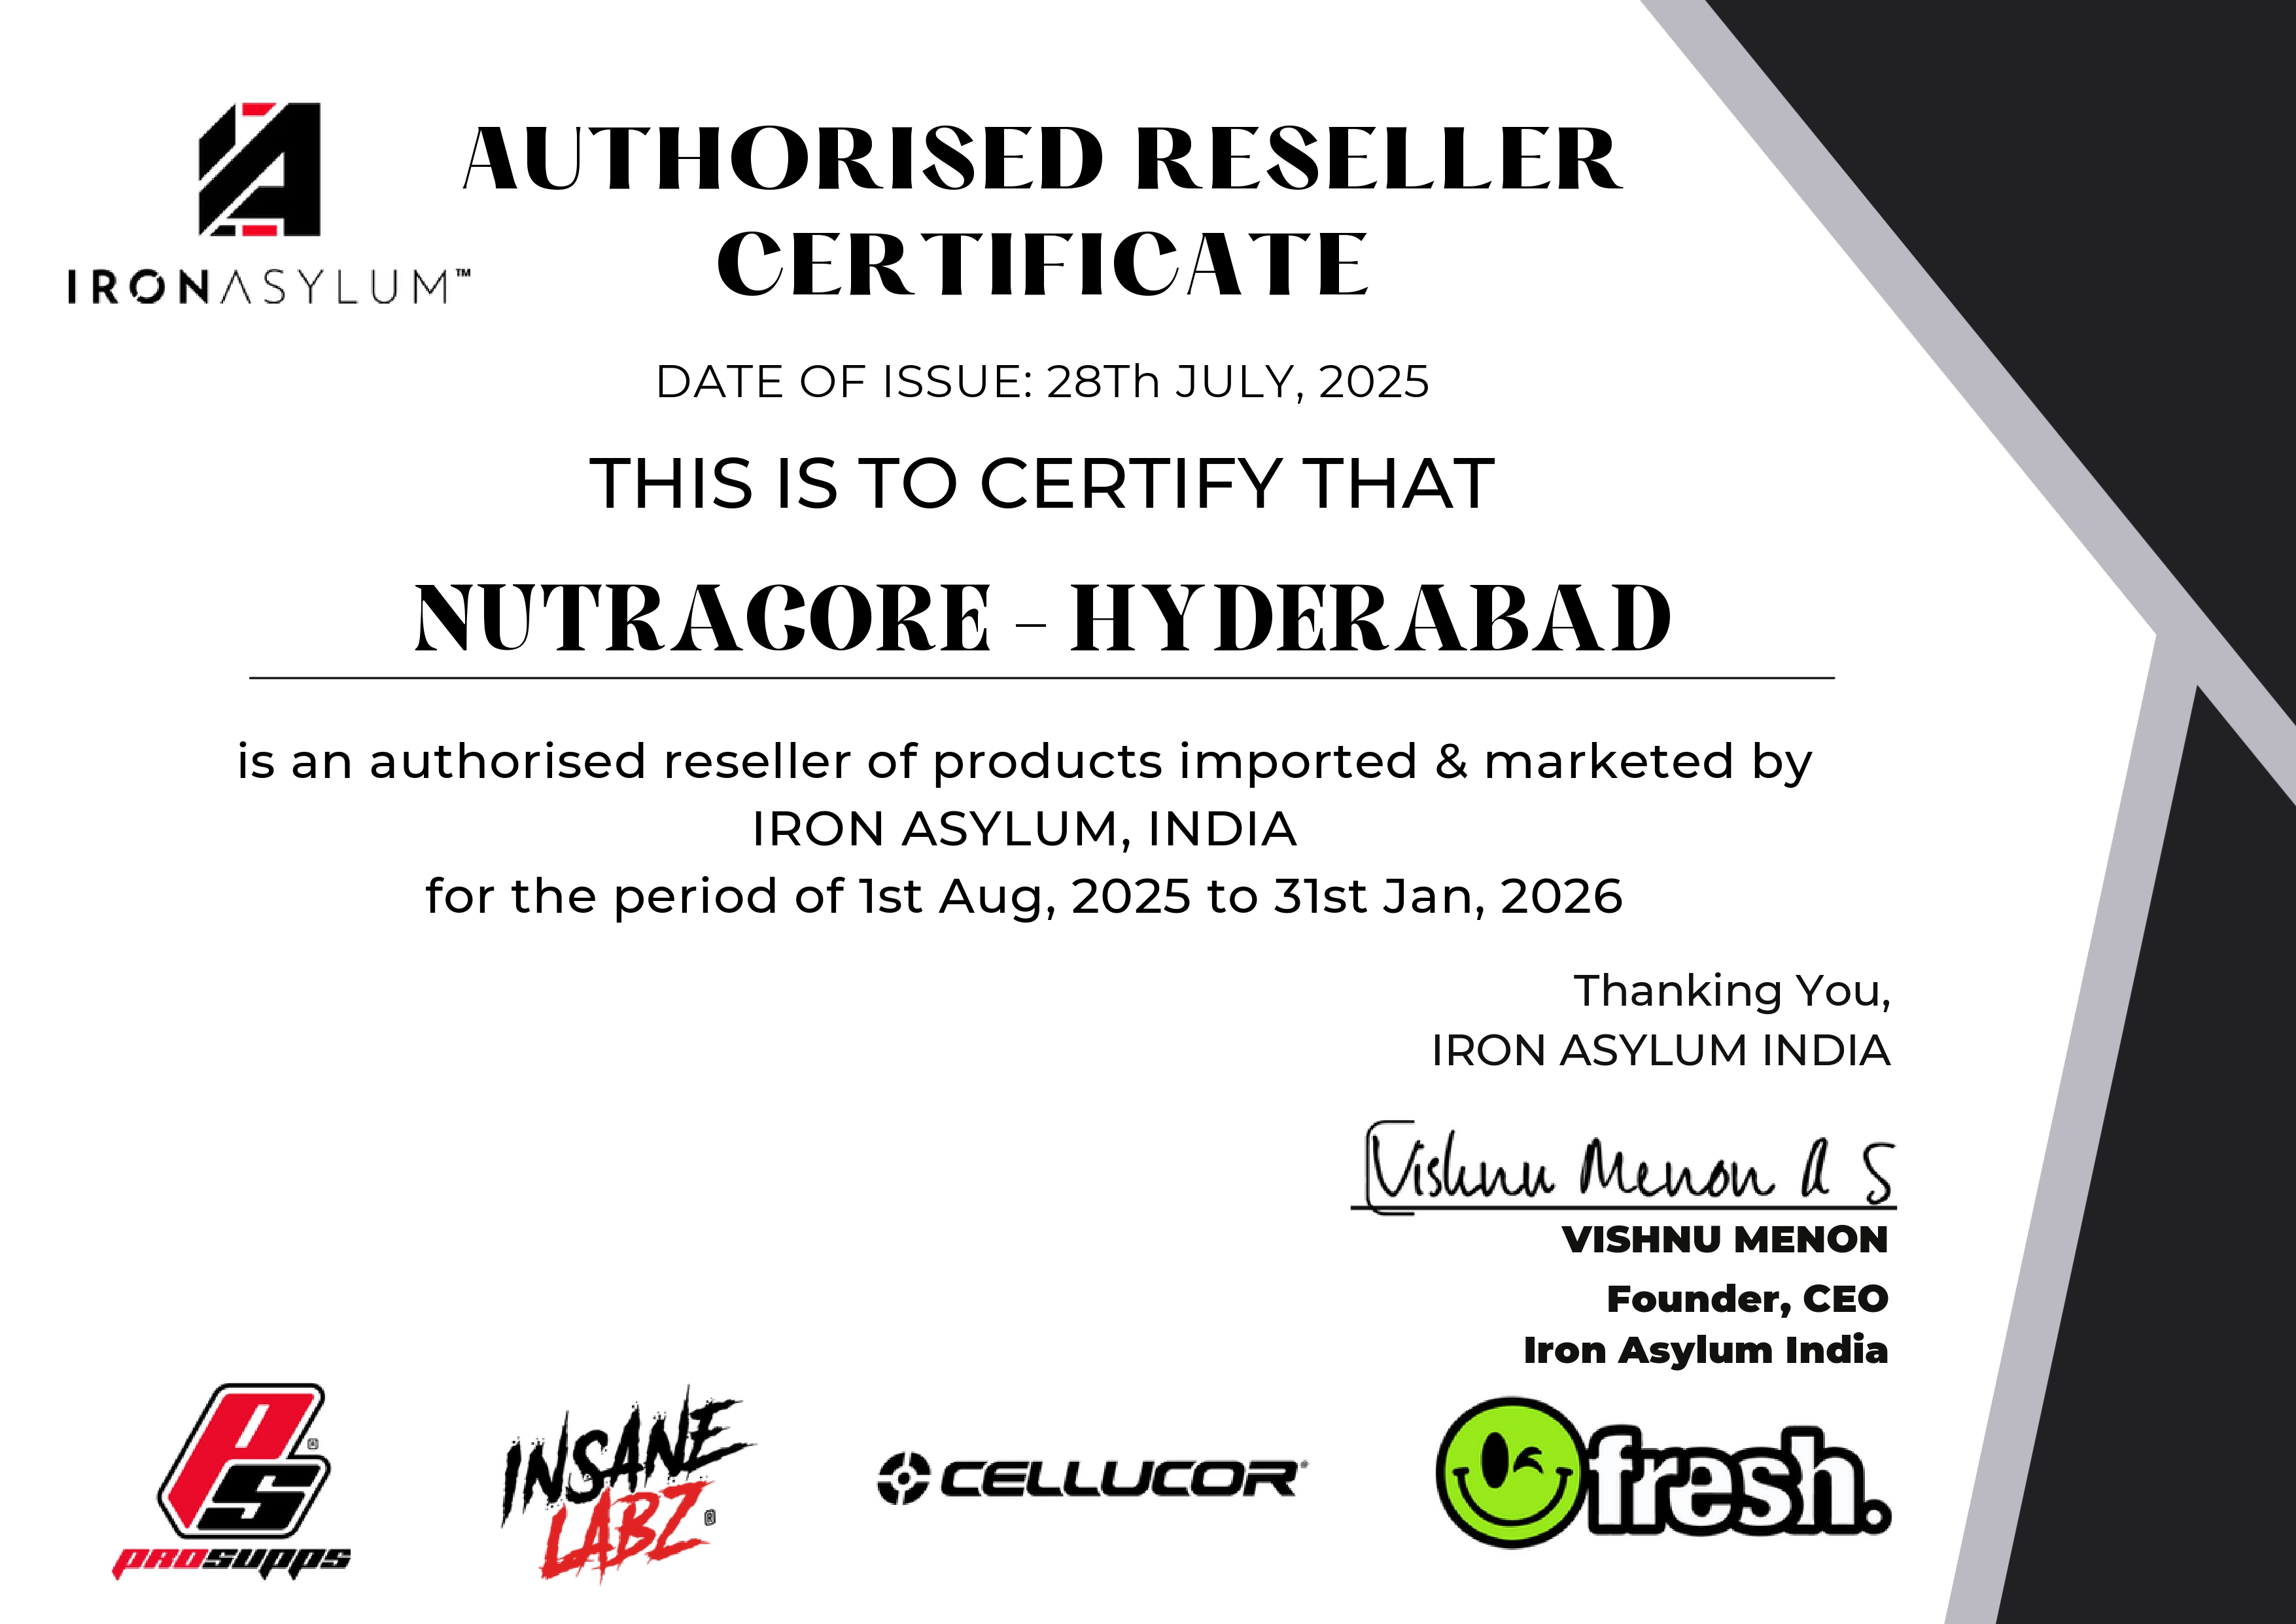 IRONASYLUM™
AUTHORISED RESELLER
CERTIFICATE
DATE OF ISSUE: 28Th JULY, 2025
THIS IS TO CERTIFY THAT
NUTRACORE - HYDERABAD
is an authorised reseller of products imported & marketed by
IRON ASYLUM, INDIA
for the period of 1st Aug, 2025 to 31st Jan, 2026
Thanking You,
IRON ASYLUM INDIA
Vishnu Menon A S
VISHNU MENON
Founder, CEO
Iron Asylum India
PS®
PROSUPPS
INSANE
LABZ®
CELLUCOR®
fresh.